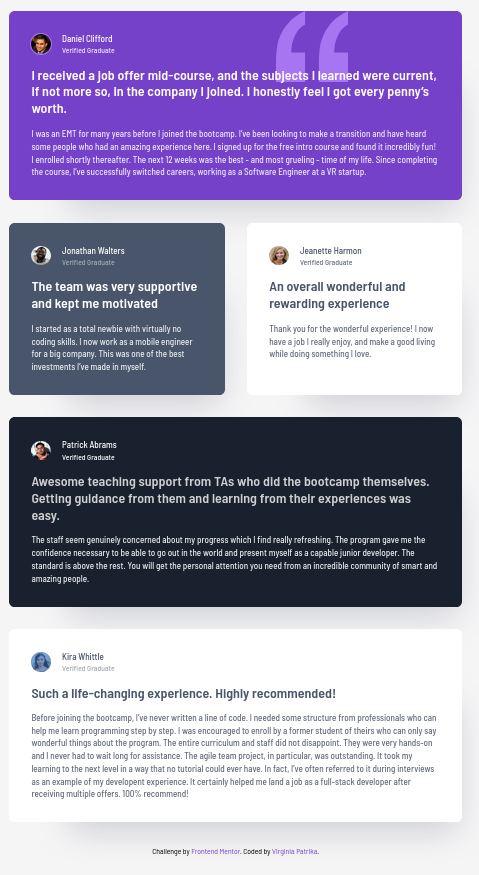 Daniel Clifford
Verified Graduate
I received a job offer mid-course, and the subjects I learned were current,
if not more so, in the company I joined. I honestly feel I got every penny’s
worth.
I was an EMT for many years before I joined the bootcamp. I’ve been looking to make a transition and have heard
some people who had an amazing experience here. I signed up for the free intro course and found it incredibly fun!
I enrolled shortly thereafter. The next 12 weeks was the best - and most grueling - time of my life. Since completing
the course, I’ve successfully switched careers, working as a Software Engineer at a VR startup.
Jonathan Walters
Verified Graduate
The team was very supportive
and kept me motivated
I started as a total newbie with virtually no
coding skills. I now work as a mobile engineer
for a big company. This was one of the best
investments I’ve made in myself.
Jeanette Harmon
Verified Graduate
An overall wonderful and
rewarding experience
Thank you for the wonderful experience! I now
have a job I really enjoy, and make a good living
while doing something I love.
Patrick Abrams
Verified Graduate
Awesome teaching support from TAs who did the bootcamp themselves.
Getting guidance from them and learning from their experiences was
easy.
The staff seem genuinely concerned about my progress which I find really refreshing. The program gave me the
confidence necessary to be able to go out in the world and present myself as a capable junior developer. The
standard is above the rest. You will get the personal attention you need from an incredible community of smart and
amazing people.
Kira Whittle
Verified Graduate
Such a life-changing experience. Highly recommended!
Before joining the bootcamp, I’ve never written a line of code. I needed some structure from professionals who can
help me learn programming step by step. I was encouraged to enroll by a former student of theirs who can only say
wonderful things about the program. The entire curriculum and staff did not disappoint. They were very hands-on
and I never had to wait long for assistance. The agile team project, in particular, was outstanding. It took my
learning to the next level in a way that no tutorial could ever have. In fact, I’ve often referred to it during interviews
as an example of my developent experience. It certainly helped me land a job as a full-stack developer after
receiving multiple offers. 100% recommend!
Challenge by Frontend Mentor. Coded by Virginia Patrika.